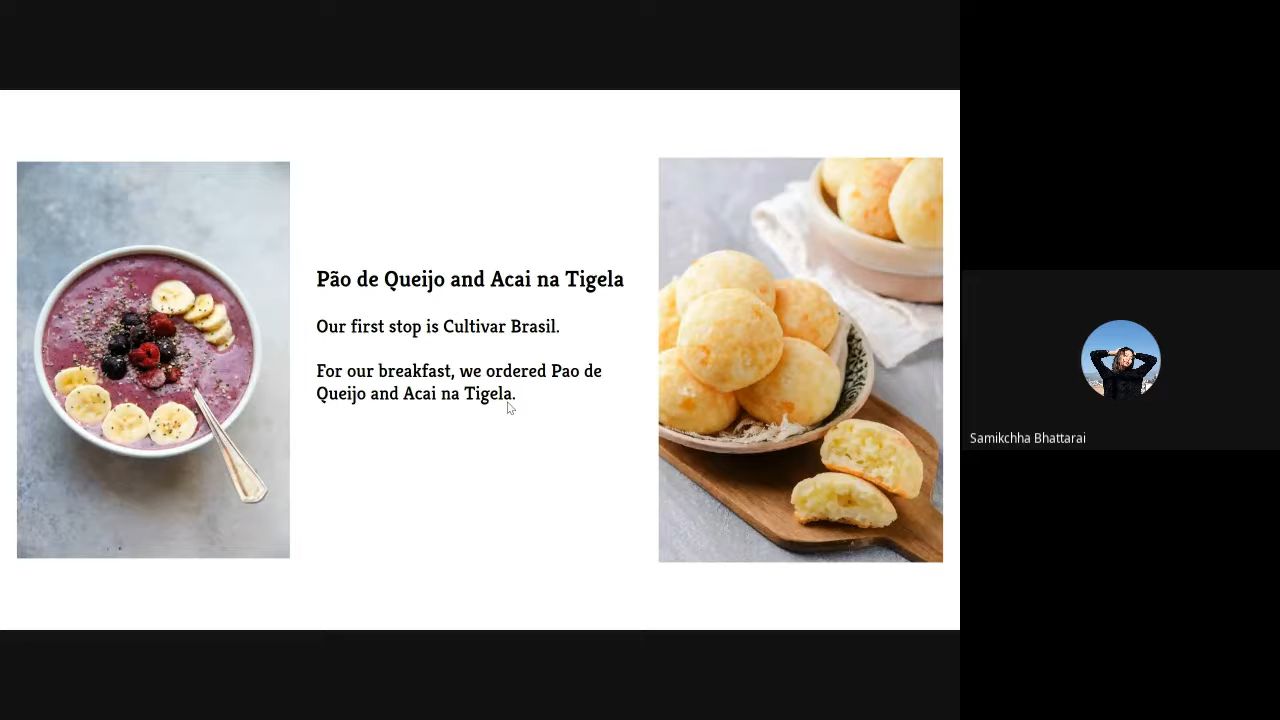 Pão de Queijo and Acai na Tigela
Our first stop is Cultivar Brasil.
For our breakfast, we ordered Pao de
Queijo and Acai na Tigela.
Samikchha Bhattarai